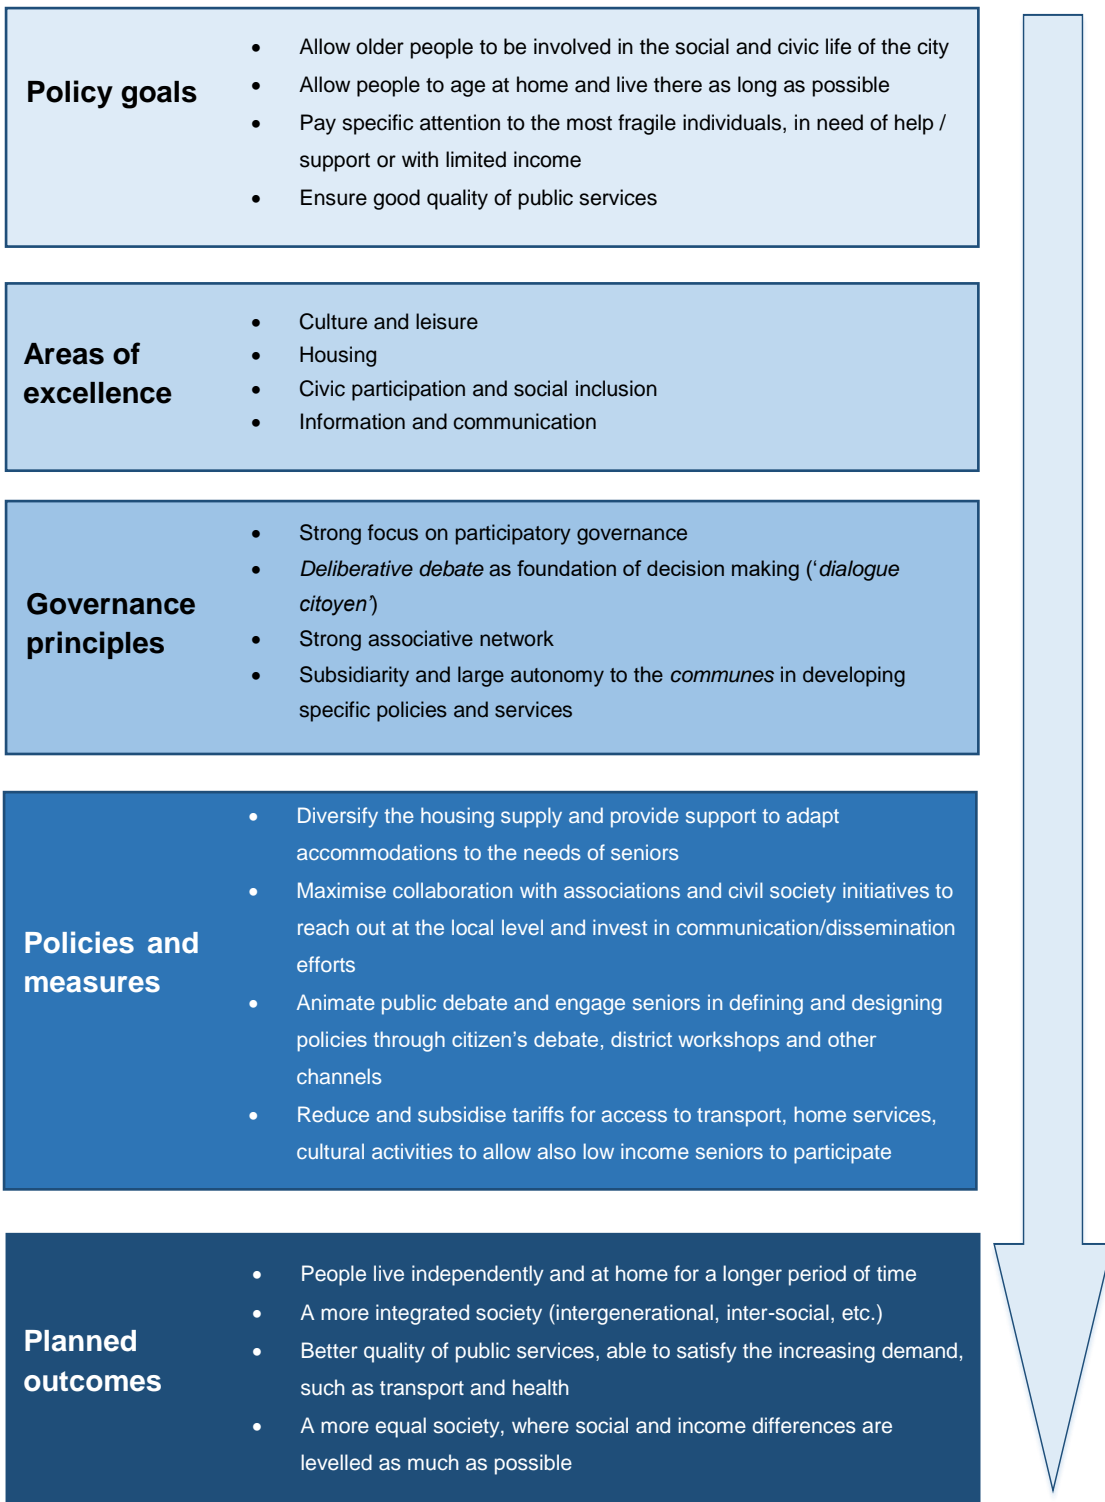 Policy goals
• Allow older people to be involved in the social and civic life of the city
• Allow people to age at home and live there as long as possible
• Pay specific attention to the most fragile individuals, in need of help /
support or with limited income
• Ensure good quality of public services
Areas of
excellence
• Culture and leisure
• Housing
• Civic participation and social inclusion
• Information and communication
Governance
principles
• Strong focus on participatory governance
• Deliberative debate as foundation of decision making (‘dialogue
citoyen’)
• Strong associative network
• Subsidiarity and large autonomy to the communes in developing
specific policies and services
Policies and
measures
• Diversify the housing supply and provide support to adapt
accommodations to the needs of seniors
• Maximise collaboration with associations and civil society initiatives to
reach out at the local level and invest in communication/dissemination
efforts
• Animate public debate and engage seniors in defining and designing
policies through citizen’s debate, district workshops and other
channels
• Reduce and subsidise tariffs for access to transport, home services,
cultural activities to allow also low income seniors to participate
Planned
outcomes
• People live independently and at home for a longer period of time
• A more integrated society (intergenerational, inter-social, etc.)
• Better quality of public services, able to satisfy the increasing demand,
such as transport and health
• A more equal society, where social and income differences are
levelled as much as possible